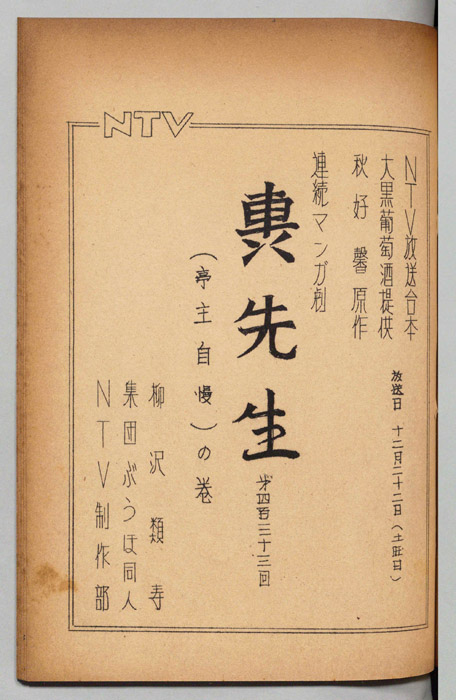 NTV
NTV放送台本
大黒葡萄酒提供
放送日 十二月二十二日(土曜日)
秋好馨原作
連続マンガ劇
軣先生
才四百三十三回
(亭主自慢)の巻
柳沢類寿
集団ぶうほ同人
NTV制作部